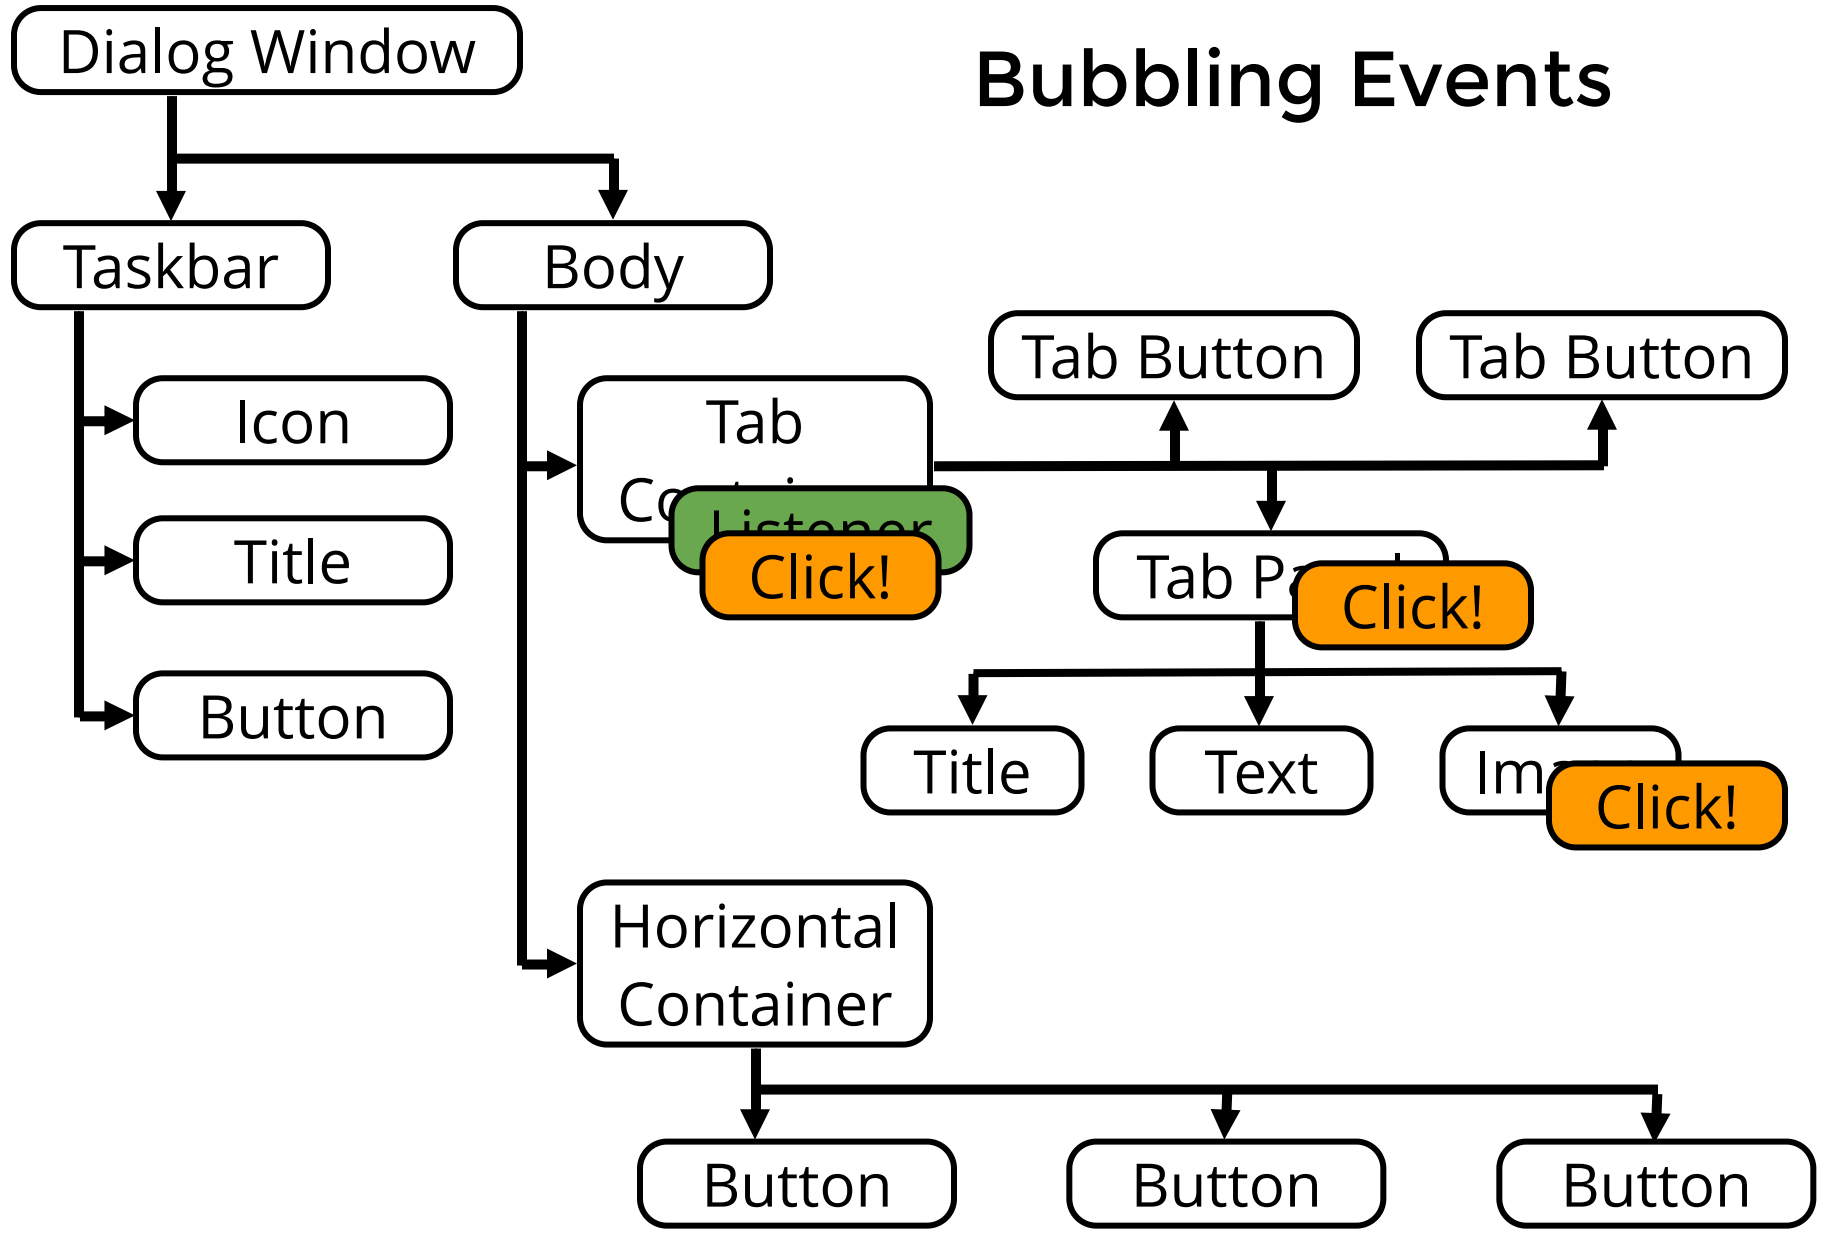 Dialog Window
Bubbling Events
Taskbar
Body
Tab Button
Tab Button
Icon
Tab
Listener
Click!
Title
Tab
Click!
Button
Title
Text
Click!
Horizontal
Container
Button
Button
Button